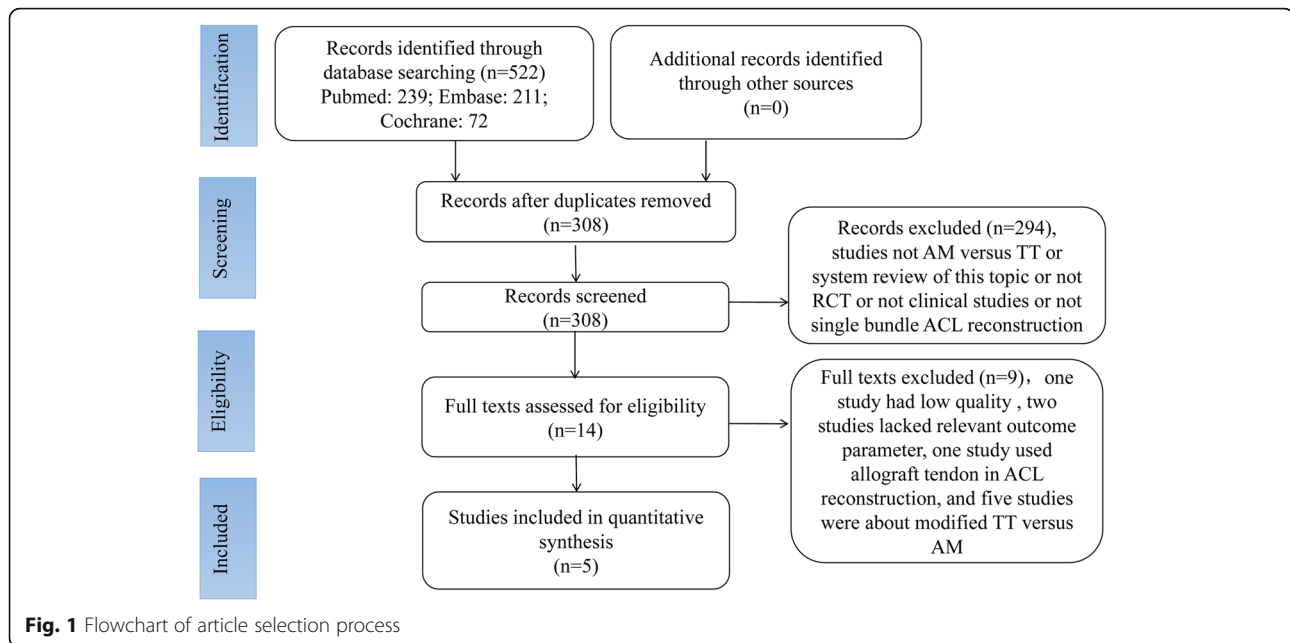 Identification
Records identified through
database searching (n=522)
Pubmed: 239; Embase: 211;
Cochrane: 72
Additional records identified
through other sources
(n=0)
Screening
Records after duplicates removed
(n=308)
Records screened
(n=308)
Records excluded (n=294),
studies not AM versus TT or
system review of this topic or not
RCT or not clinical studies or not
single bundle ACL reconstruction
Eligibility
Full texts assessed for eligibility
(n=14)
Full texts excluded (n=9)，one
study had low quality , two
studies lacked relevant outcome
parameter, one study used
allograft tendon in ACL
reconstruction, and five studies
were about modified TT versus
AM
Included
Studies included in quantitative
synthesis
(n=5)
Fig. 1 Flowchart of article selection process